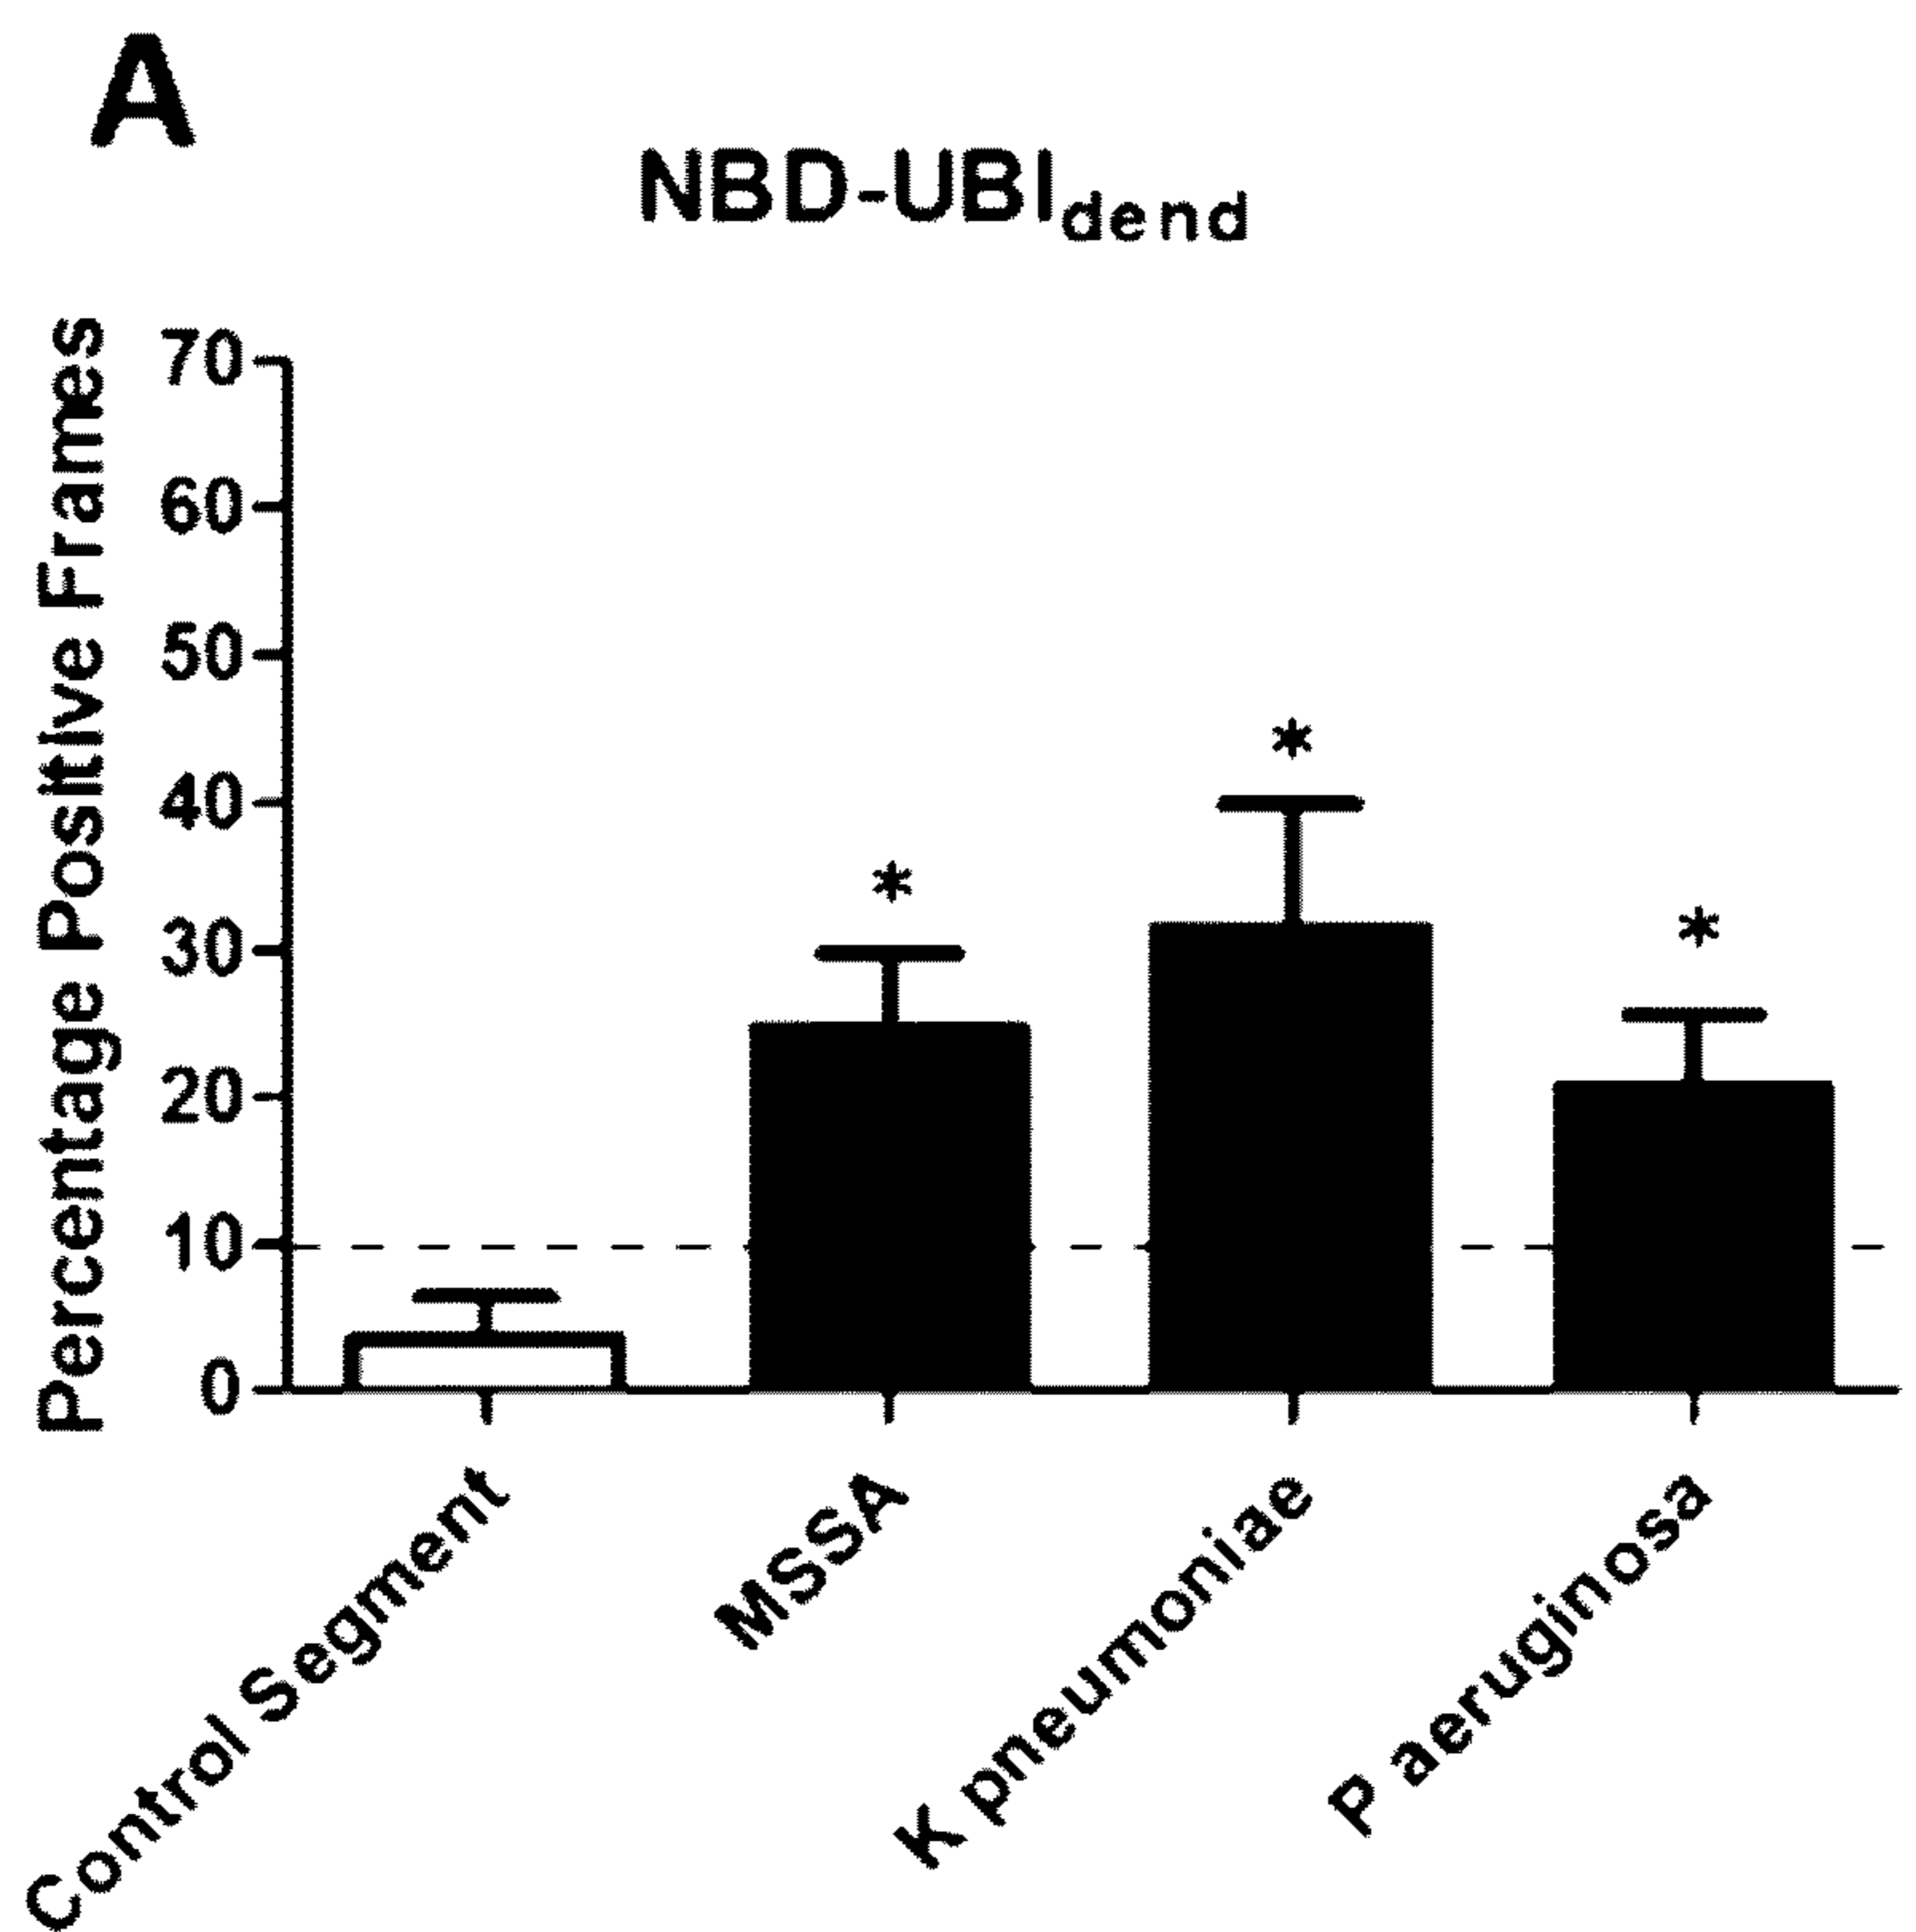 A
NBD-UBIdend
Percentage Positive Frames
70
60
50
40
30
20
10
0
*
*
*
Control Segment
MSSA
K pneumoniae
P aeruginosa